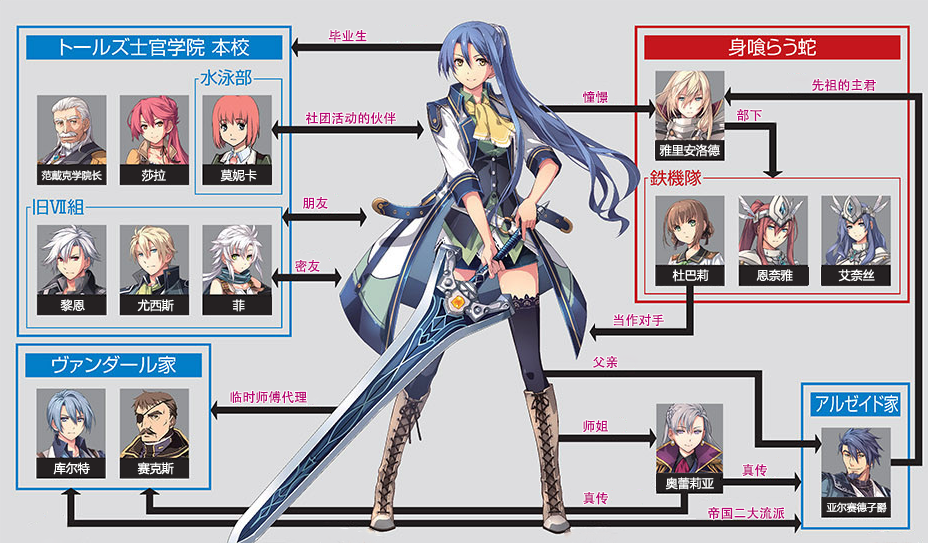 トールズ士官学院 本校
毕业生
身喰らう蛇
水泳部
憧憬
先祖的主君
社团活动的伙伴
部下
范戴克学院长
莎拉
莫妮卡
雅里安洛德
鉄機隊
旧Ⅶ組
朋友
密友
黎恩
尤西斯
菲
杜巴莉
恩奈雅
艾奈丝
当作对手
ヴァンダール家
父亲
临时师傅代理
アルゼイド家
师姐
库尔特
赛克斯
奥蕾莉亚
真传
真传
亚尔赛德子爵
帝国二大流派